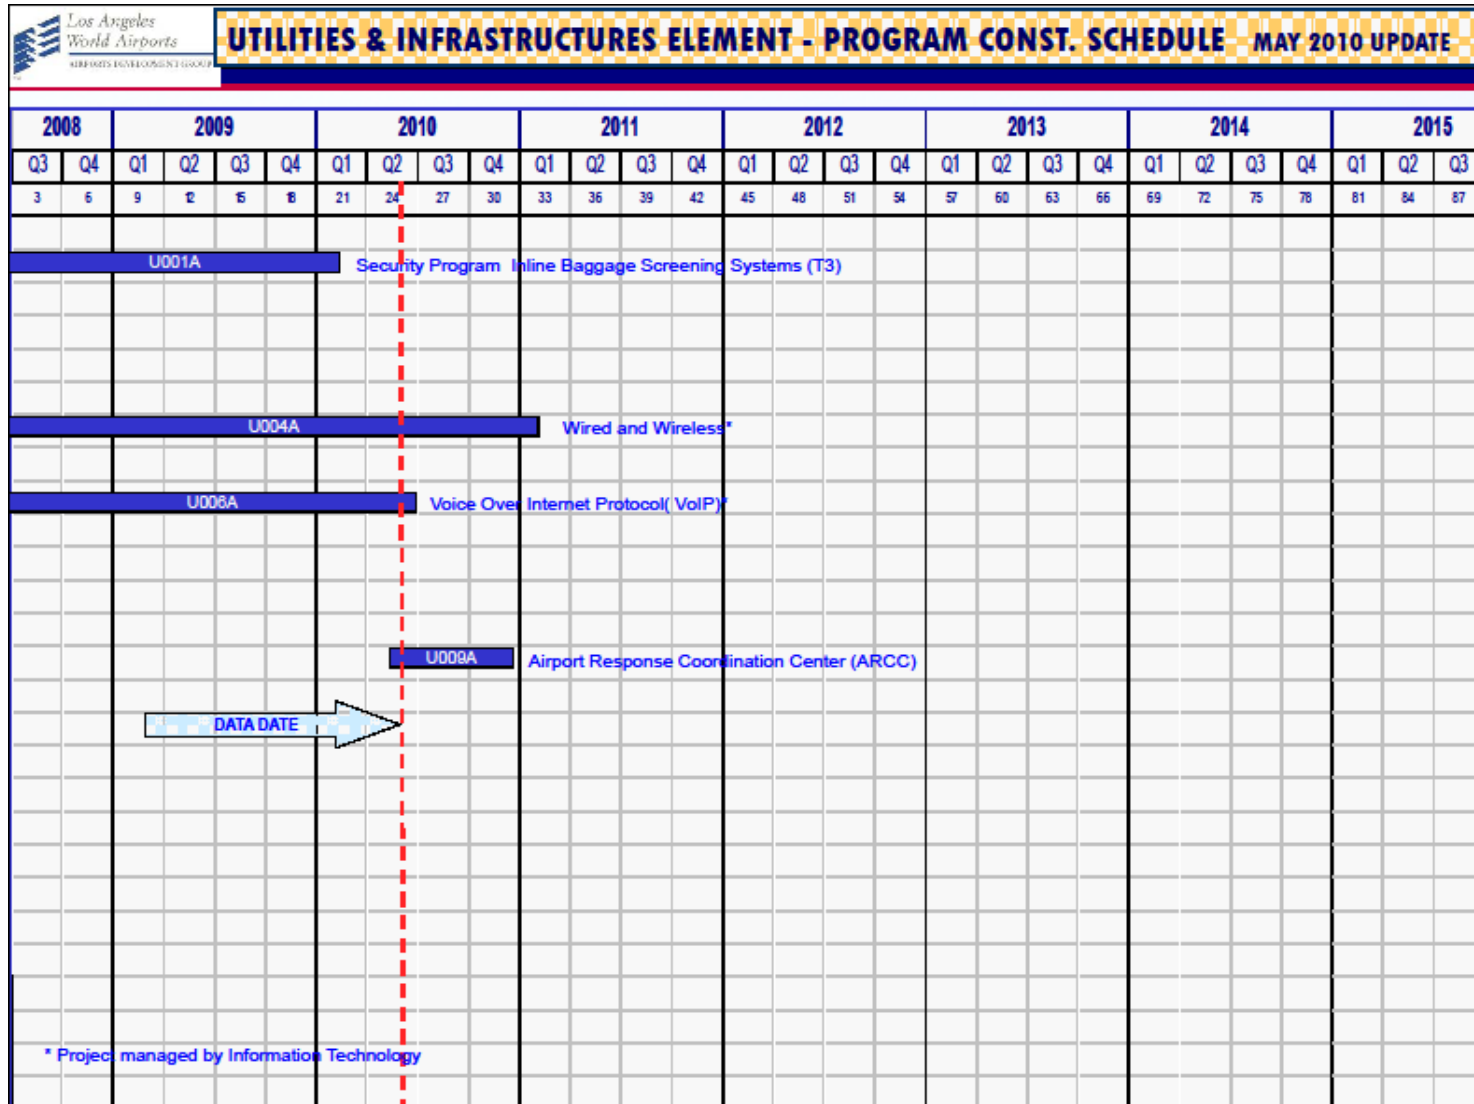 Los Angeles
World Airports
AIRPORTS DEVELOPMENT GROUP
UTILITIES & INFRASTRUCTURES ELEMENT - PROGRAM CONST. SCHEDULE MAY 2010 UPDATE
2008 2009 2010 2011 2012 2013 2014 2015
Q3 Q4 Q1 Q2 Q3 Q4 Q1 Q2 Q3 Q4 Q1 Q2 Q3 Q4 Q1 Q2 Q3 Q4 Q1 Q2 Q3 Q4 Q1 Q2 Q3 Q4 Q1 Q2 Q3
3 6 9 12 15 18 21 24 27 30 33 36 39 42 45 48 51 54 57 60 63 66 69 72 75 78 81 84 87
U001A Security Program Inline Baggage Screening Systems (T3)
U004A Wired and Wireless*
U006A Voice Over Internet Protocol( VoIP)*
U009A Airport Response Coordination Center (ARCC)
DATA DATE
* Project managed by Information Technology